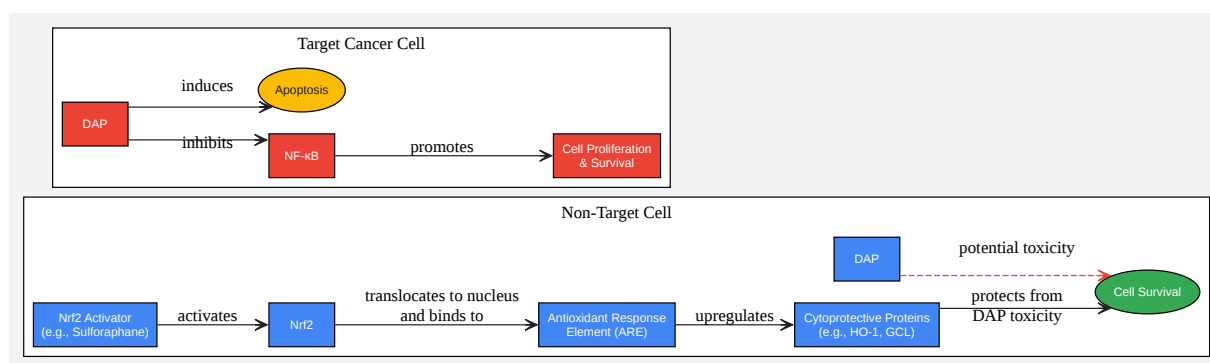 Target Cancer Cell
induces
Apoptosis
DAP
inhibits
NF-κB
promotes
Cell Proliferation
& Survival
Non-Target Cell
DAP
potential toxicity
Cell Survival
Nrf2 Activator
(e.g., Sulforaphane)
activates
Nrf2
translocates to nucleus
and binds to
Antioxidant Response
Element (ARE)
upregulates
Cytoprotective Proteins
(e.g., HO-1, GCL)
protects from
DAP toxicity